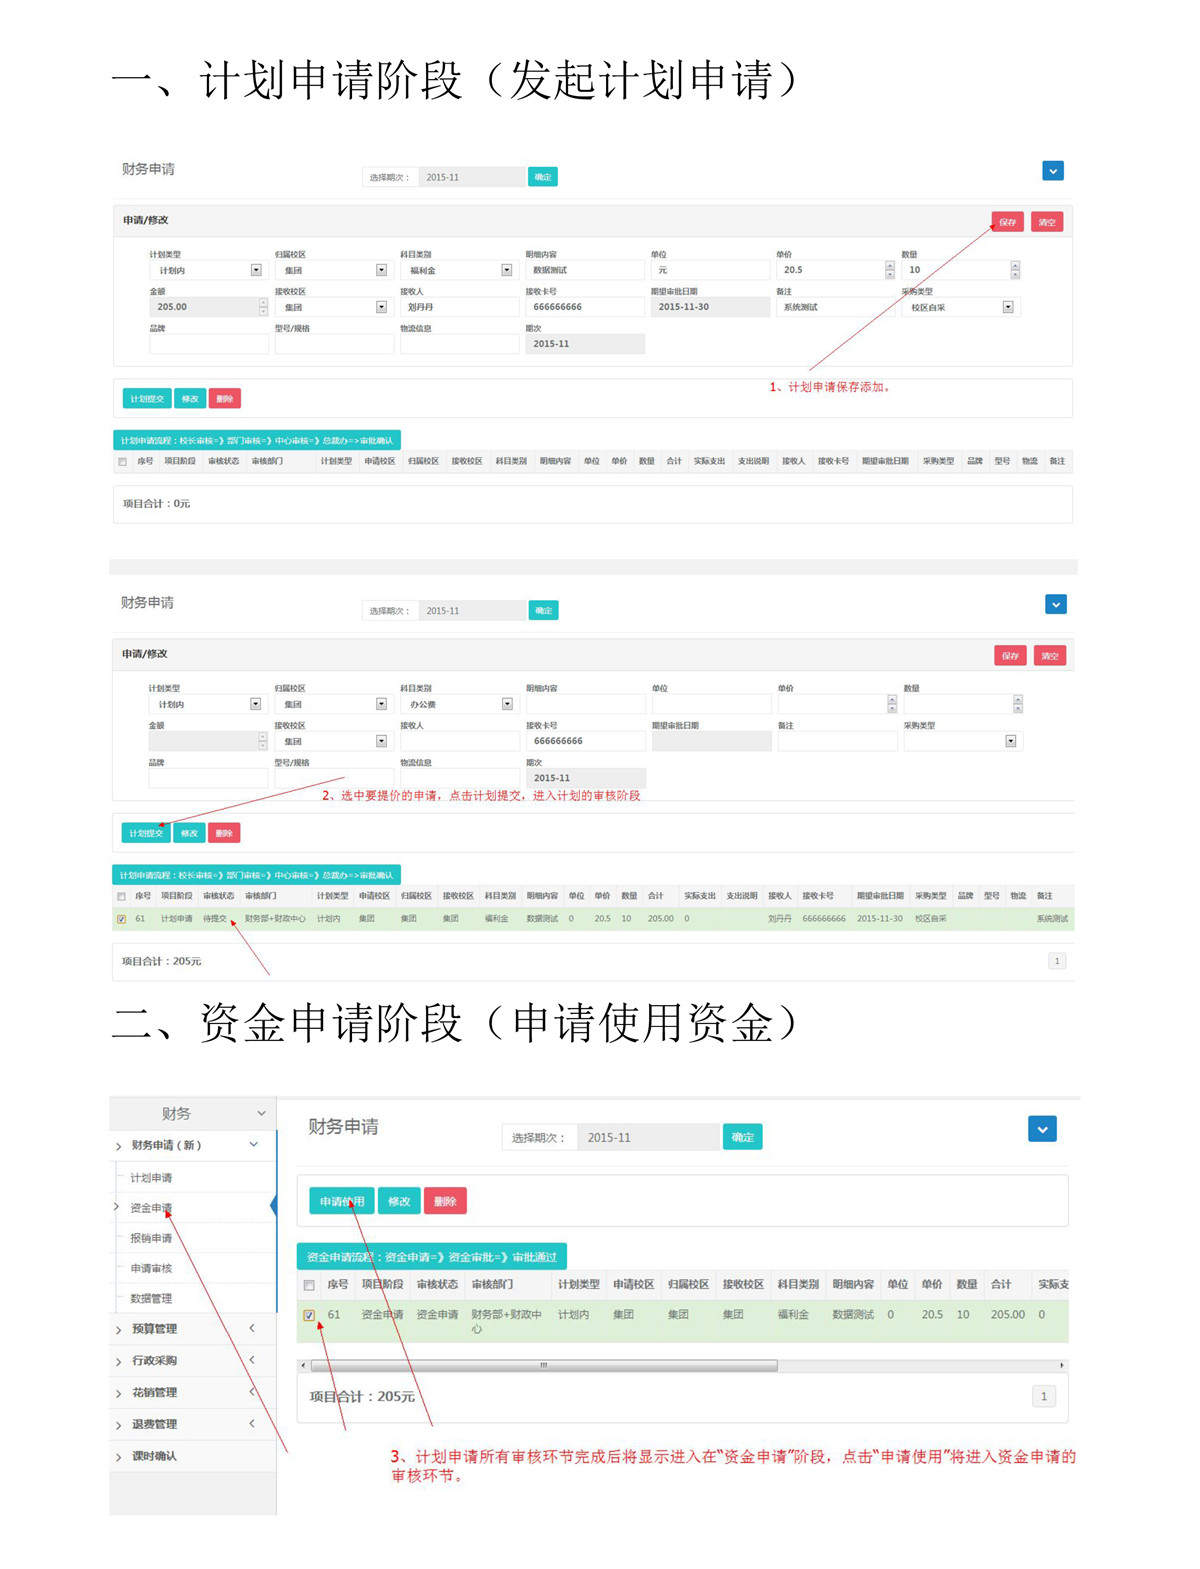 一、计划申请阶段（发起计划申请）
财务申请
选择期次： 2015-11 确定
申请/修改 保存 清空
计划类型 归属校区 科目类别 明细内容 单位 单价 数量
计划内 集团 福利金 数据测试 元 20.5 10
金额 接收校区 接收人 接收卡号 期望审批日期 备注 采购类型
205.00 集团 刘丹丹 666666666 2015-11-30 系统测试 校区自采
品牌 型号/规格 物流信息 期次
2015-11
1、计划申请保存添加。
计划提交 修改 删除
计划申请流程：校长审核=》部门审核=》中心审核=》总裁办=>审批确认
序号 项目阶段 审核状态 审核部门 计划类型 申请校区 归属校区 接收校区 科目类别 明细内容 单位 单价 数量 合计 实际支出 支出说明 接收人 接收卡号 期望审批日期 采购类型 品牌 型号 物流 备注
项目合计：0元
财务申请
选择期次： 2015-11 确定
申请/修改 保存 清空
计划类型 归属校区 科目类别 明细内容 单位 单价 数量
计划内 集团 办公费
金额 接收校区 接收人 接收卡号 期望审批日期 备注 采购类型
集团 666666666
品牌 型号/规格 物流信息 期次
2015-11
2、选中要提价的申请，点击计划提交，进入计划的审核阶段
计划提交 修改 删除
计划申请流程：校长审核=》部门审核=》中心审核=》总裁办=>审批确认
序号 项目阶段 审核状态 审核部门 计划类型 申请校区 归属校区 接收校区 科目类别 明细内容 单位 单价 数量 合计 实际支出 支出说明 接收人 接收卡号 期望审批日期 采购类型 品牌 型号 物流 备注
61 计划申请 待提交 财务部+财政中心 计划内 集团 集团 集团 福利金 数据测试 0 20.5 10 205.00 0 刘丹丹 666666666 2015-11-30 校区自采 系统测试
项目合计：205元 1
二、资金申请阶段（申请使用资金）
财务
财务申请（新）
计划申请
资金申请
报销申请
申请审核
数据管理
预算管理
行政采购
花销管理
退费管理
课时确认
财务申请
选择期次： 2015-11 确定
申请使用 修改 删除
资金申请流程：资金申请=》资金审批=》审批通过
序号 项目阶段 审核状态 审核部门 计划类型 申请校区 归属校区 接收校区 科目类别 明细内容 单位 单价 数量 合计 实际支
61 资金申请 资金申请 财务部+财政中 计划内 集团 集团 集团 福利金 数据测试 0 20.5 10 205.00 0
心
项目合计：205元 1
3、计划申请所有审核环节完成后将显示进入在“资金申请”阶段，点击“申请使用”将进入资金申请的
审核环节。